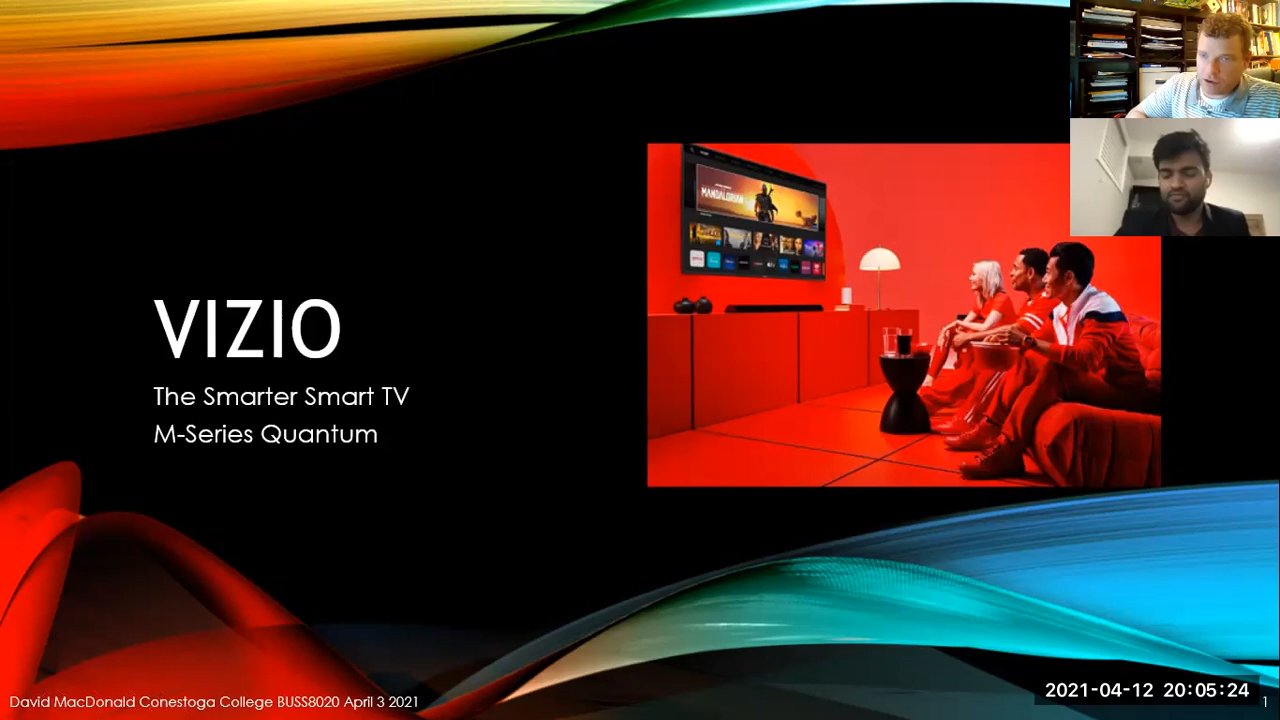 VIZIO
The Smarter Smart TV
M-Series Quantum
MANDALORIAN
David MacDonald Conestoga College BUSS8020 April 3 2021
2021-04-12 20:05:24
1